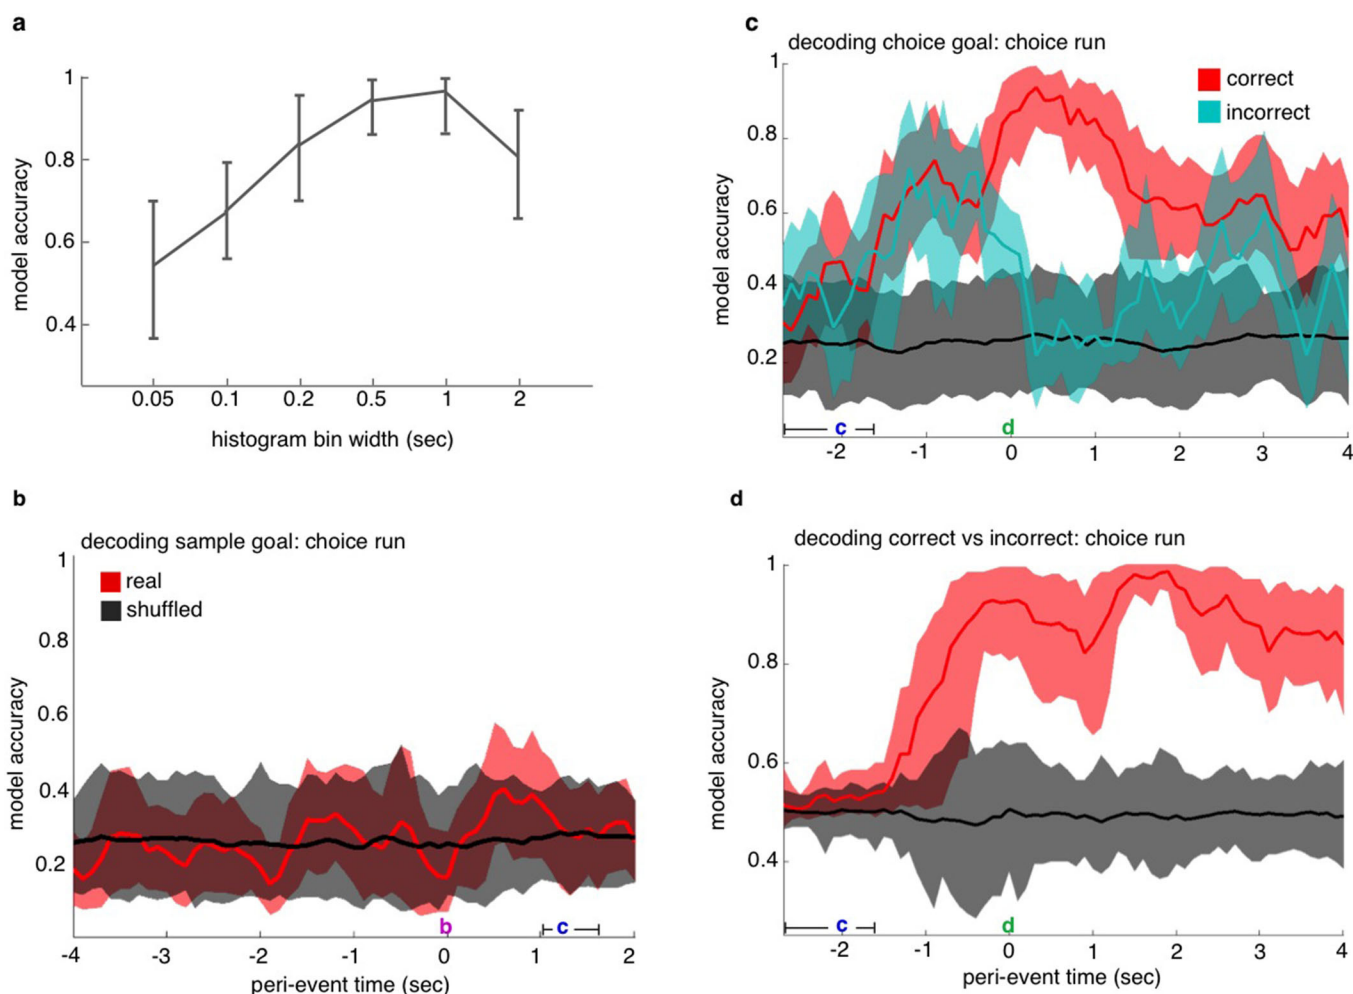 a
1
0.8
0.6
0.4
model accuracy
0.05 0.1 0.2 0.5 1 2
histogram bin width (sec)
b
decoding sample goal: choice run
real
shuffled
1
0.8
0.6
0.4
0.2
model accuracy
b
c
-4 -3 -2 -1 0 1 2
peri-event time (sec)
c
decoding choice goal: choice run
correct
incorrect
1
0.8
0.6
0.4
0.2
model accuracy
c
d
-2 -1 0 1 2 3 4
d
decoding correct vs incorrect: choice run
1
0.8
0.6
0.4
model accuracy
c
d
-2 -1 0 1 2 3 4
peri-event time (sec)